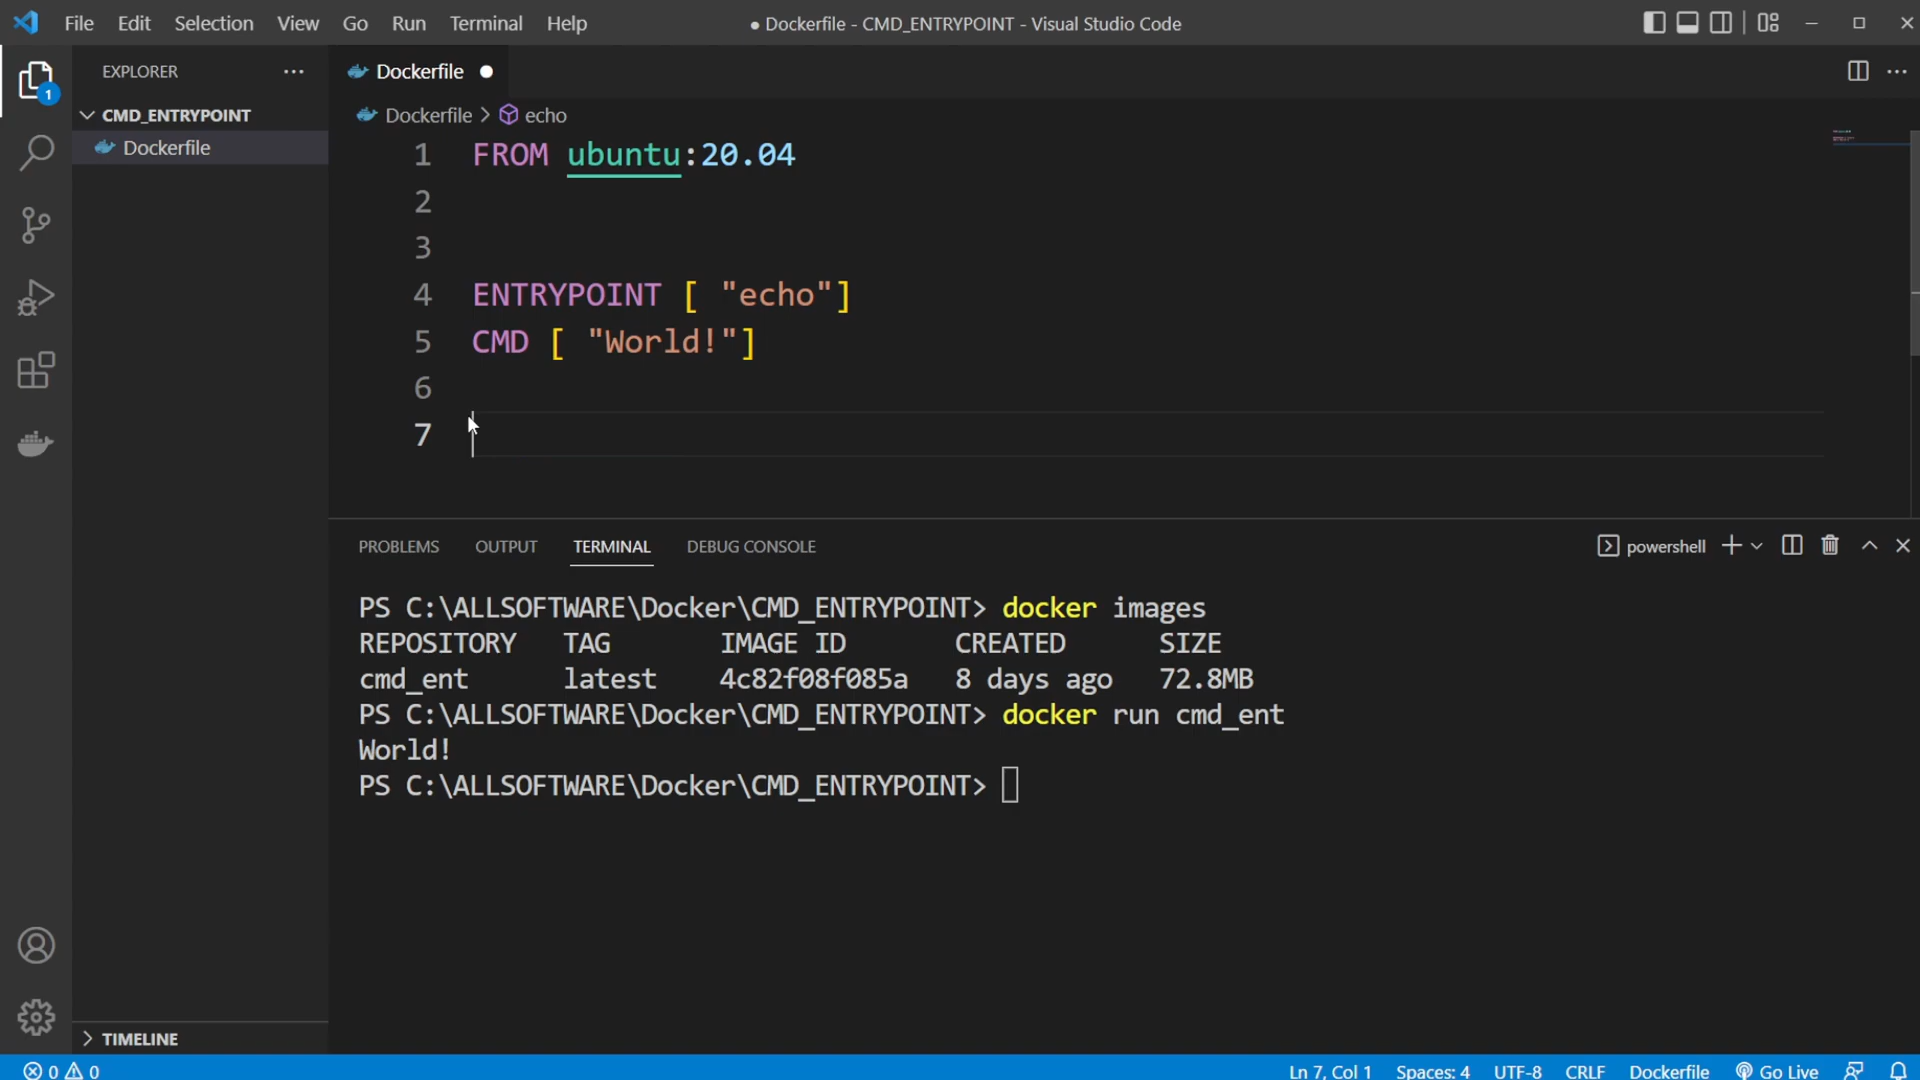 File Edit Selection View Go Run Terminal Help
● Dockerfile - CMD_ENTRYPOINT - Visual Studio Code
EXPLORER
1
CMD_ENTRYPOINT
Dockerfile
TIMELINE
Dockerfile
Dockerfile > echo
1 FROM ubuntu:20.04
2
3
4 ENTRYPOINT [ "echo"]
5 CMD [ "World!"]
6
7
PROBLEMS OUTPUT TERMINAL DEBUG CONSOLE
powershell
PS C:\ALLSOFTWARE\Docker\CMD_ENTRYPOINT> docker images
REPOSITORY TAG IMAGE ID CREATED SIZE
cmd_ent latest 4c82f08f085a 8 days ago 72.8MB
PS C:\ALLSOFTWARE\Docker\CMD_ENTRYPOINT> docker run cmd_ent
World!
PS C:\ALLSOFTWARE\Docker\CMD_ENTRYPOINT>
0 0
Ln 7, Col 1 Spaces: 4 UTF-8 CRLF Dockerfile Go Live